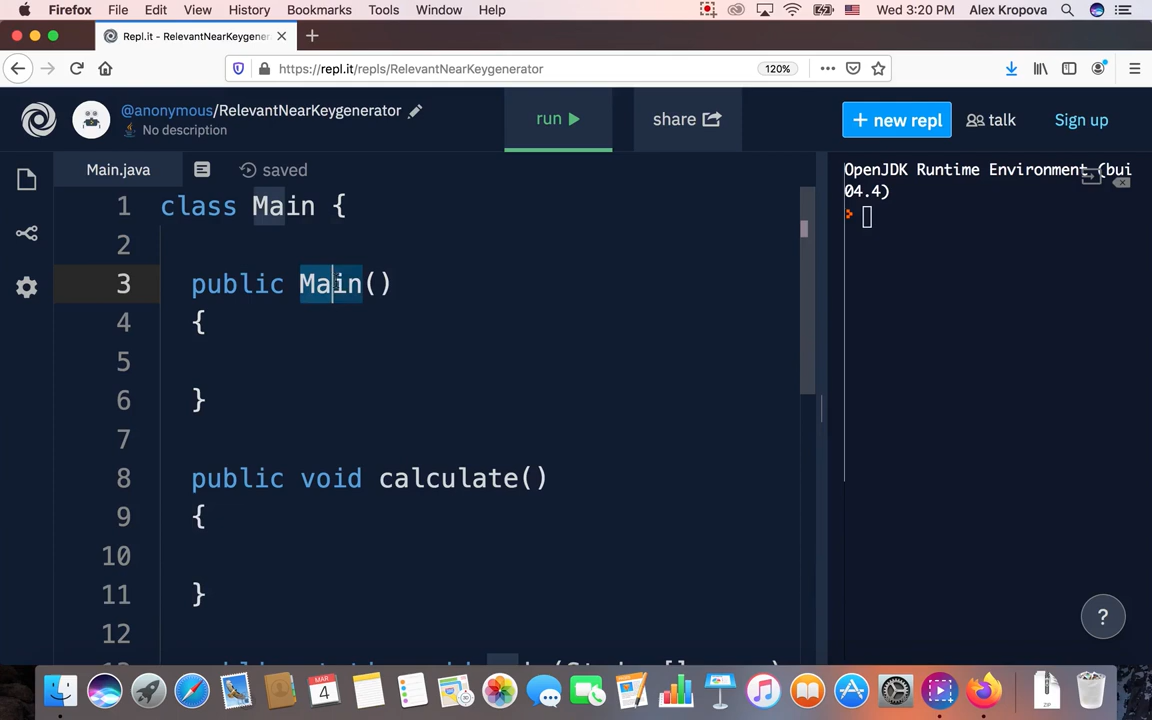 Firefox File Edit View History Bookmarks Tools Window Help Wed 3:20 PM Alex Kropova
Repl.it - RelevantNearKeygener
https://repl.it/repls/RelevantNearKeygenerator 120%
@anonymous/RelevantNearKeygenerator
No description
run
share
+ new repl
talk
Sign up
Main.java
saved
OpenJDK Runtime Environment (bui
04.4)
1 class Main {
2
3 public Main()
4 {
5
6 }
7
8 public void calculate()
9 {
10
11 }
12
?
MAR
4
ZIP